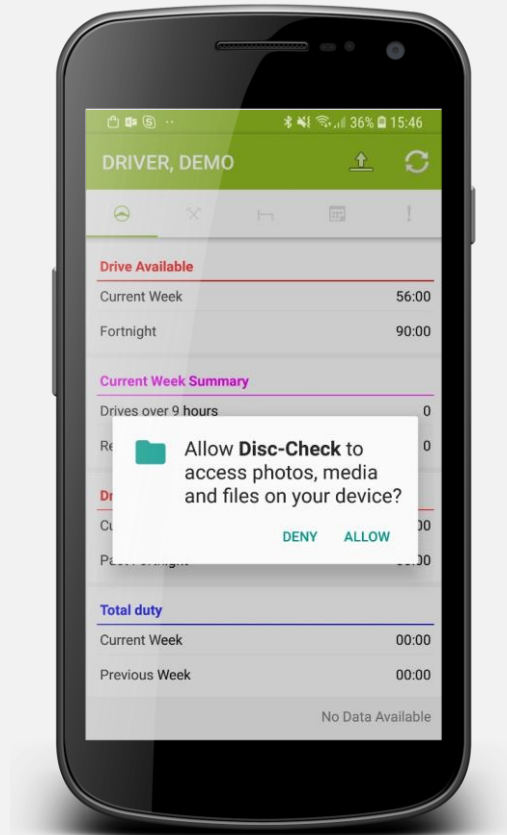 36% 15:46
DRIVER, DEMO
Drive Available
Current Week 56:00
Fortnight 90:00
Current Week Summary
Drives over 9 hours 0
0
Allow Disc-Check to
access photos, media
and files on your device?
DENY ALLOW
Total duty
Current Week 00:00
Previous Week 00:00
No Data Available